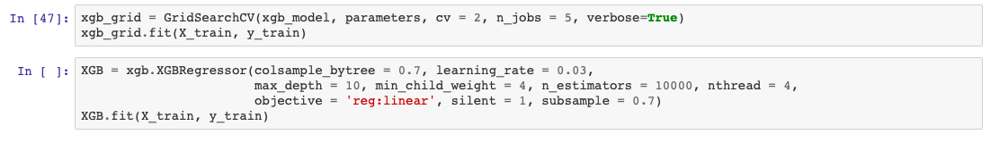 In [47]: xgb_grid = GridSearchCV(xgb_model, parameters, cv = 2, n_jobs = 5, verbose=True)
xgb_grid.fit(X_train, y_train)
In [ ]: XGB = xgb.XGBRegressor(colsample_bytree = 0.7, learning_rate = 0.03,
max_depth = 10, min_child_weight = 4, n_estimators = 10000, nthread = 4,
objective = 'reg:linear', silent = 1, subsample = 0.7)
XGB.fit(X_train, y_train)